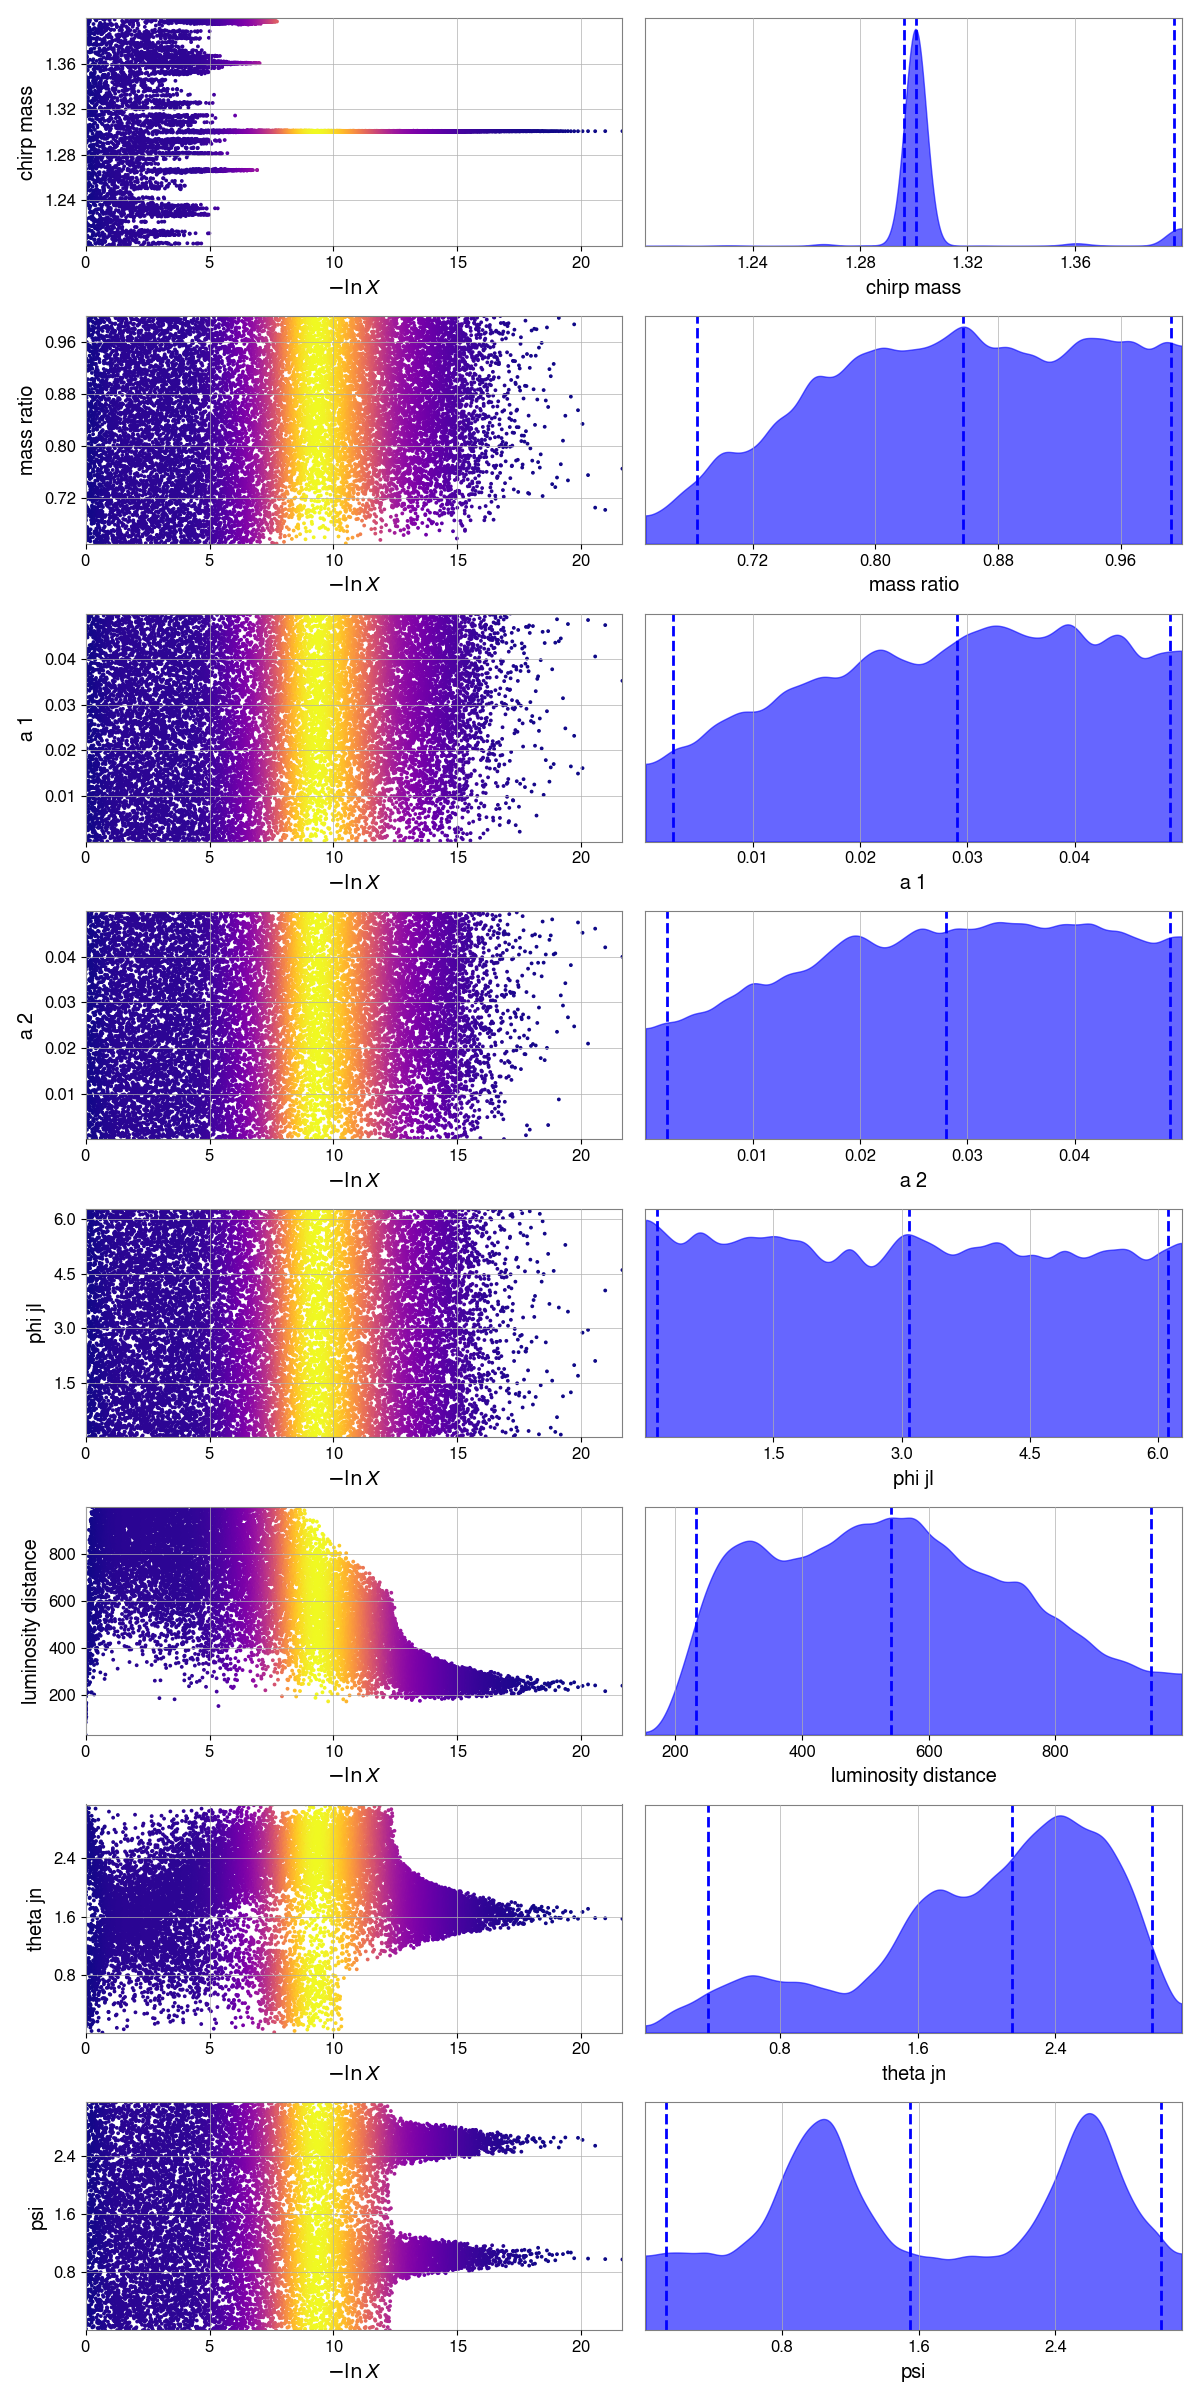 chirp mass
1.36
1.32
1.28
1.24
0 5 10 15 20
−ln X
1.24 1.28 1.32 1.36
chirp mass
mass ratio
0.96
0.88
0.80
0.72
0 5 10 15 20
−ln X
0.72 0.80 0.88 0.96
mass ratio
a 1
0.04
0.03
0.02
0.01
0 5 10 15 20
−ln X
0.01 0.02 0.03 0.04
a 1
a 2
0.04
0.03
0.02
0.01
0 5 10 15 20
−ln X
0.01 0.02 0.03 0.04
a 2
phi jl
6.0
4.5
3.0
1.5
0 5 10 15 20
−ln X
1.5 3.0 4.5 6.0
phi jl
luminosity distance
800
600
400
200
0 5 10 15 20
−ln X
200 400 600 800
luminosity distance
theta jn
2.4
1.6
0.8
0 5 10 15 20
−ln X
0.8 1.6 2.4
theta jn
psi
2.4
1.6
0.8
0 5 10 15 20
−ln X
0.8 1.6 2.4
psi